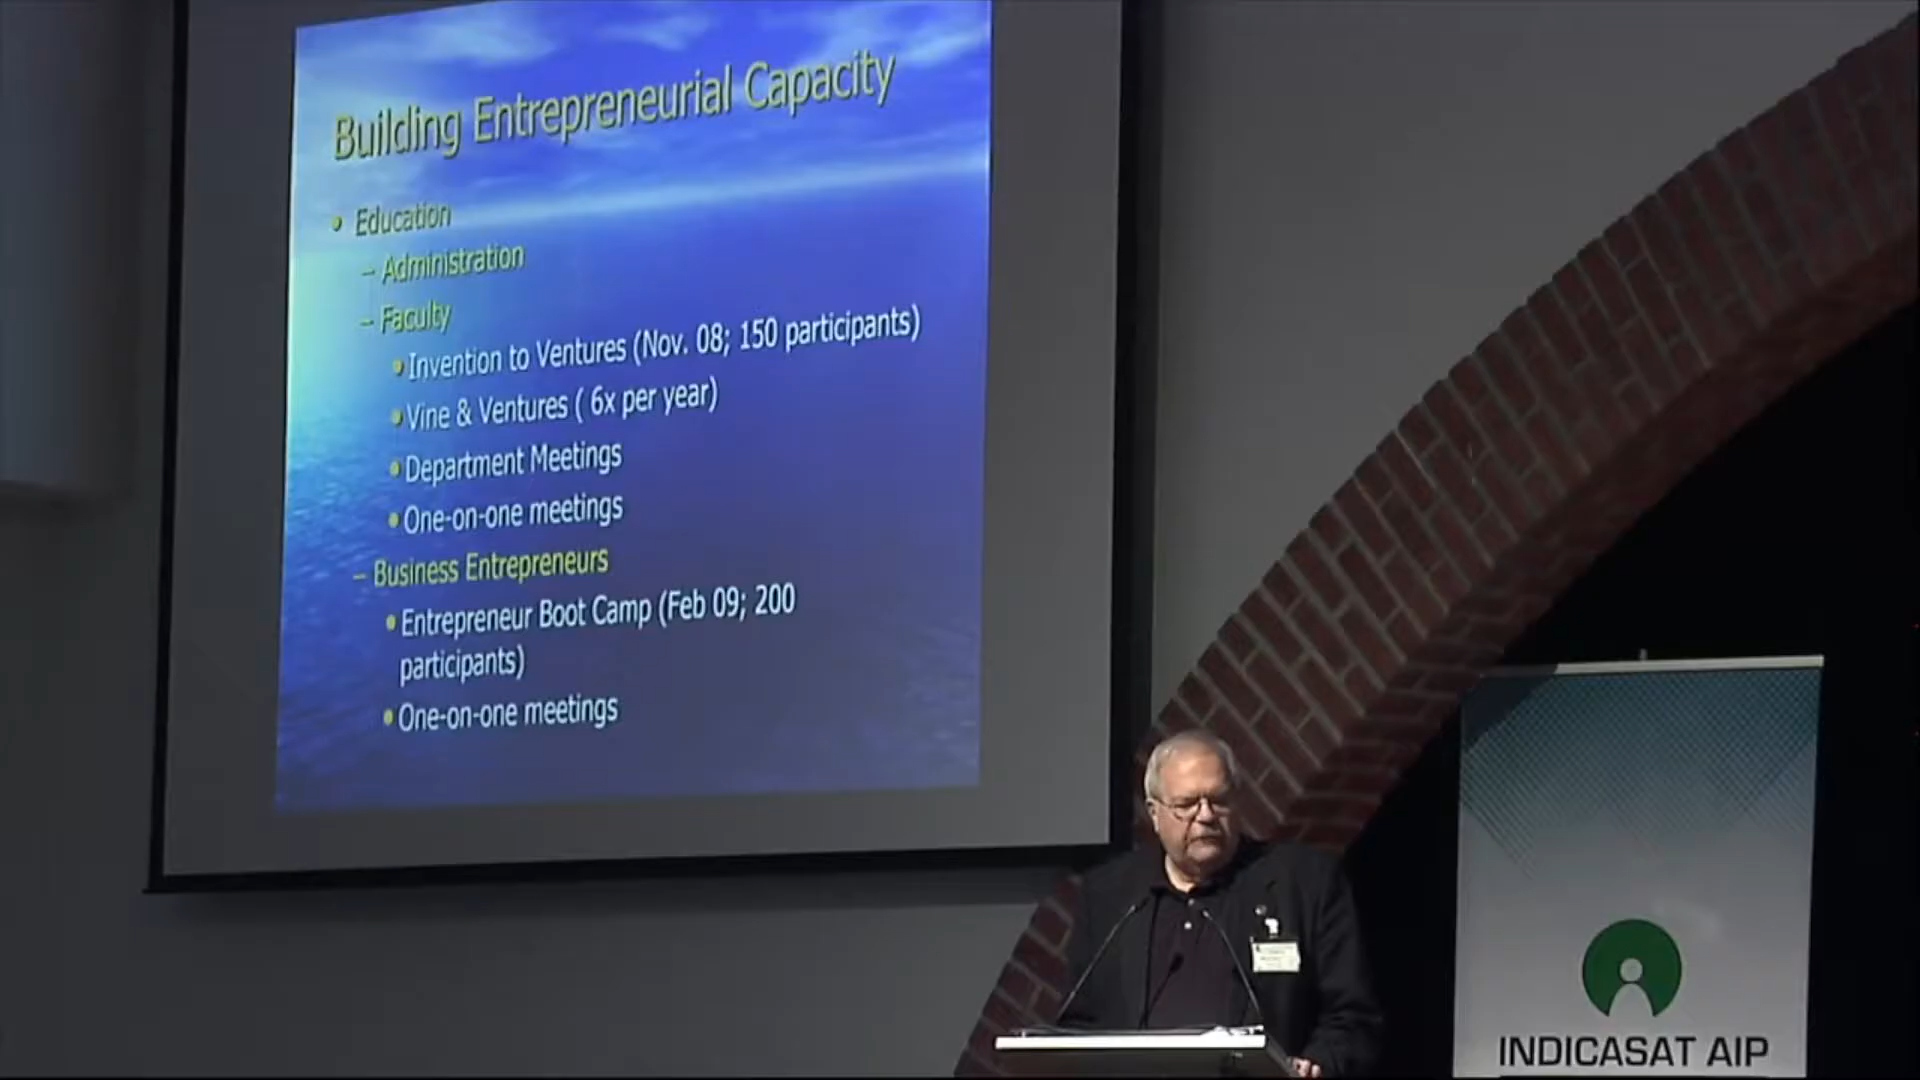 Building Entrepreneurial Capacity
• Education
– Administration
– Faculty
• Invention to Ventures (Nov. 08; 150 participants)
• Vine & Ventures ( 6x per year)
• Department Meetings
• One-on-one meetings
– Business Entrepreneurs
• Entrepreneur Boot Camp (Feb 09; 200
participants)
• One-on-one meetings
INDICASAT AIP